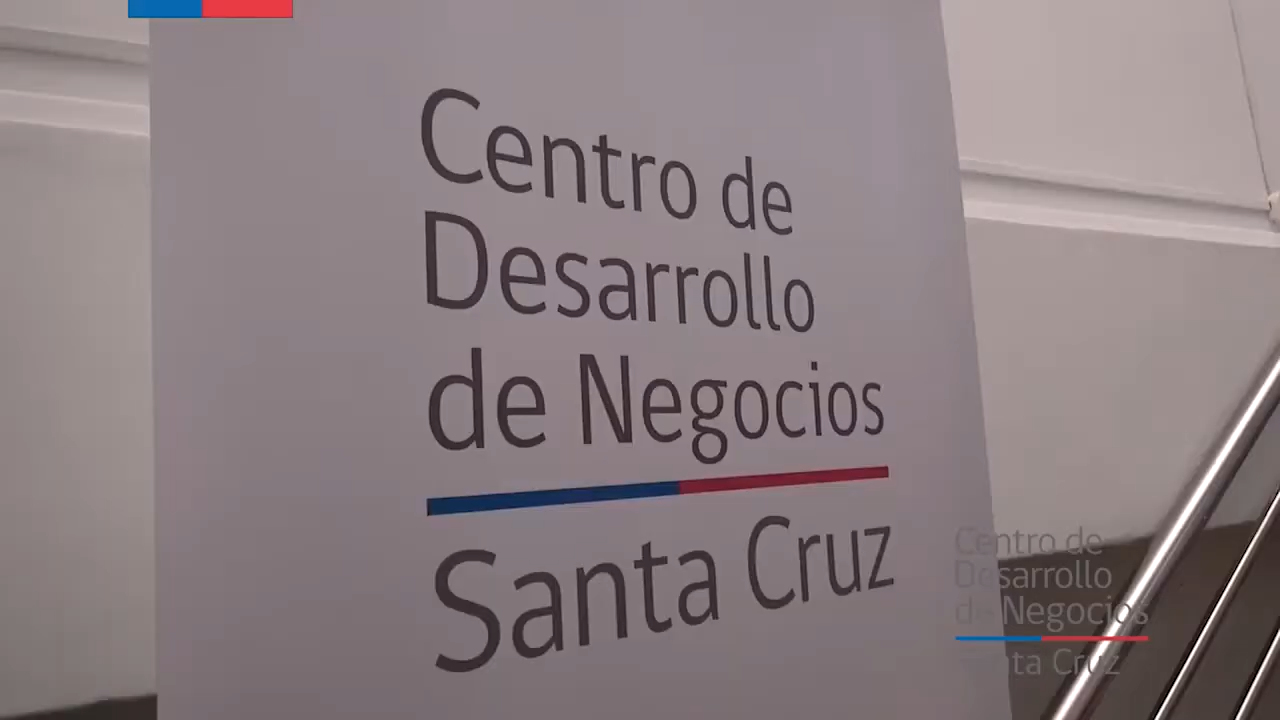 Centro de
Desarrollo
de Negocios
Santa Cruz
Centro de
Desarrollo
de Negocios
Santa Cruz